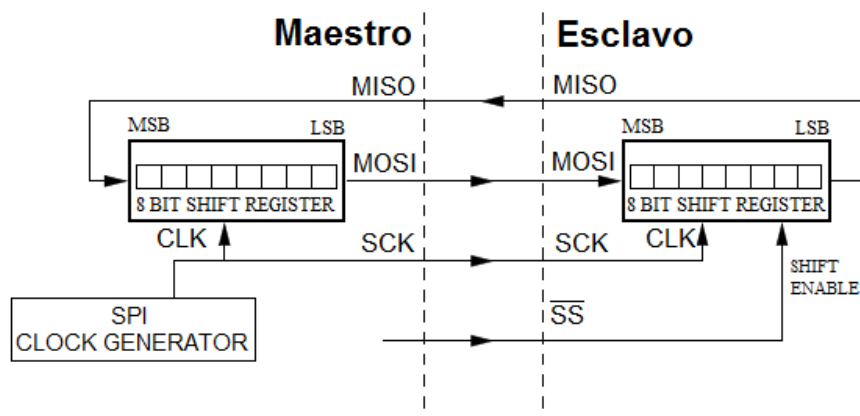 Maestro Esclavo
MISO MISO
MSB LSB MSB LSB
MOSI MOSI
8 BIT SHIFT REGISTER 8 BIT SHIFT REGISTER
CLK SCK SCK CLK
SHIFT
ENABLE
SPI
CLOCK GENERATOR
SS